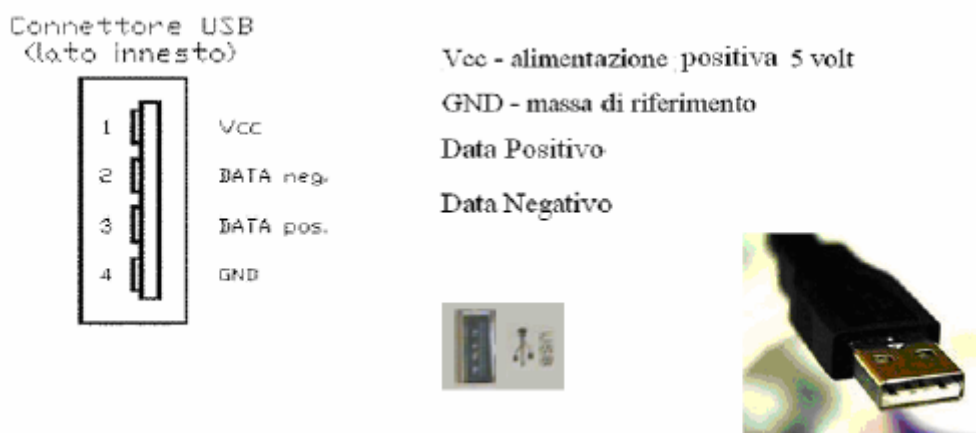 Connettore USB
(lato innesto)
1 Vcc
2 DATA neg.
3 DATA pos.
4 GND
Vcc - alimentazione positiva 5 volt
GND - massa di riferimento
Data Positivo
Data Negativo
USB